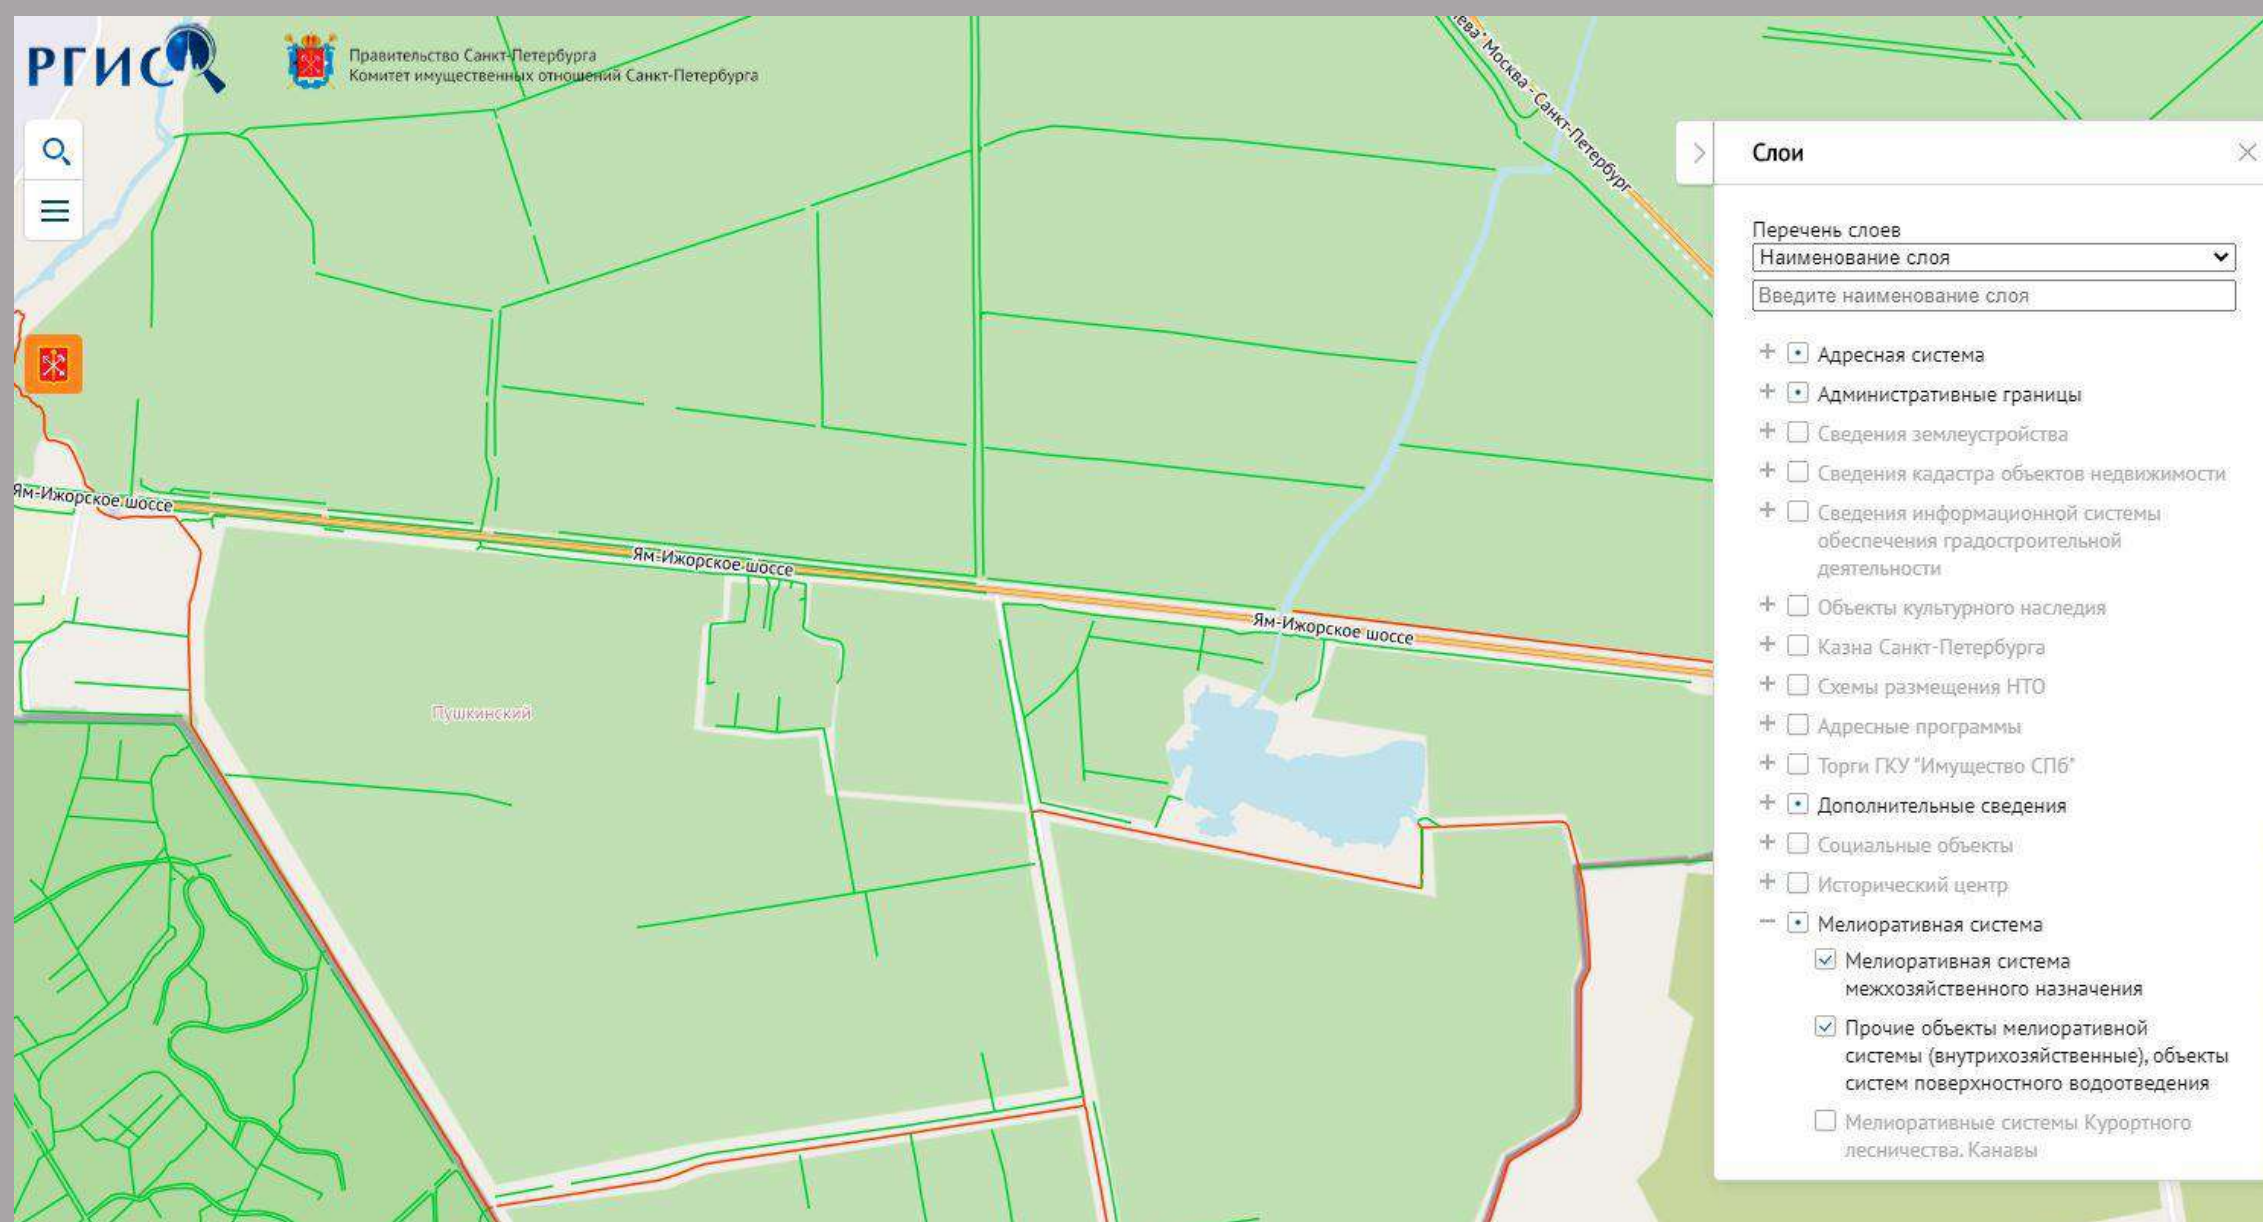 РГИС
Правительство Санкт-Петербурга
Комитет имущественных отношений Санкт-Петербурга
Москва - Санкт-Петербург
Слои
Перечень слоев
Наименование слоя
Введите наименование слоя
Адресная система
Административные границы
Сведения землеустройства
Сведения кадастра объектов недвижимости
Сведения информационной системы
обеспечения градостроительной
деятельности
Объекты культурного наследия
Казна Санкт-Петербурга
Схемы размещения НТО
Адресные программы
Торги ГКУ "Имущество СПб"
Дополнительные сведения
Социальные объекты
Исторический центр
Мелиоративная система
Мелиоративная система
межхозяйственного назначения
Прочие объекты мелиоративной
системы (внутрихозяйственные), объекты
систем поверхностного водоотведения
Мелиоративные системы Курортного
лесничества. Канавы
Ям-Ижорское шоссе
Ям-Ижорское шоссе
Ям-Ижорское шоссе
Пушкинский